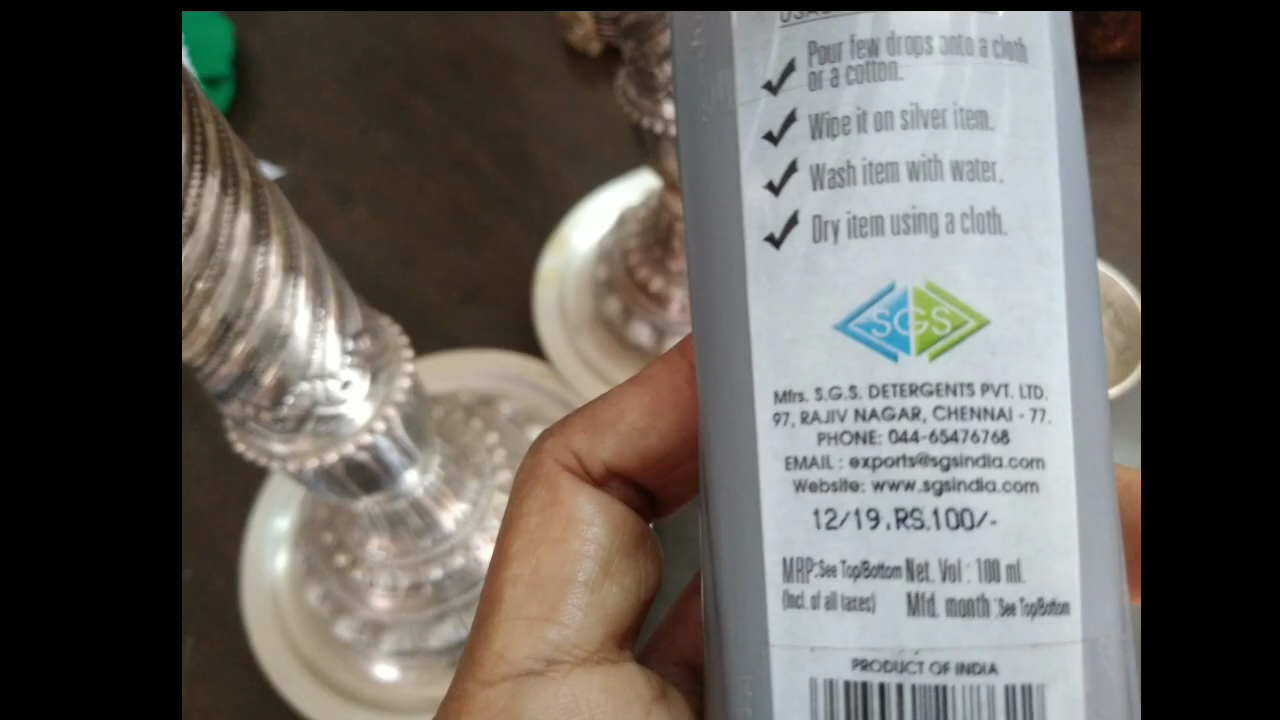 Pour few drops onto a cloth
or a cotton.
Wipe it on silver item.
Wash item with water.
Dry item using a cloth.
SGS
Mfrs. S.G.S. DETERGENTS PVT. LTD.
97, RAJIV NAGAR, CHENNAI - 77.
PHONE: 044-65476768
EMAIL : exports@sgsindia.com
Website: www.sgsindia.com
12/19.RS.100/-
MRP:See Top/Bottom Net. Vol : 100 ml.
(Incl. of all taxes) Mfd. month :See Top/Bottom
PRODUCT OF INDIA